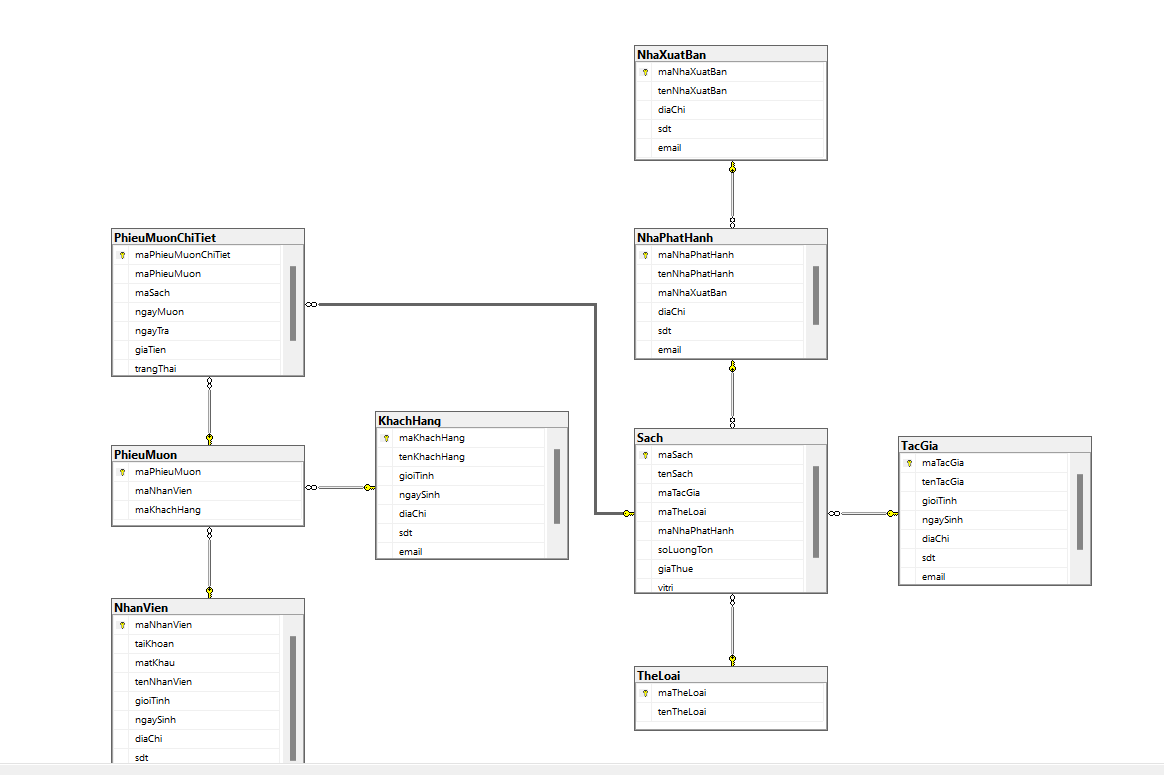 NhaXuatBan
maNhaXuatBan
tenNhaXuatBan
diaChi
sdt
email
PhieuMuonChiTiet
maPhieuMuonChiTiet
maPhieuMuon
maSach
ngayMuon
ngayTra
giaTien
trangThai
NhaPhatHanh
maNhaPhatHanh
tenNhaPhatHanh
maNhaXuatBan
diaChi
sdt
email
KhachHang
maKhachHang
tenKhachHang
gioiTinh
ngaySinh
diaChi
sdt
email
PhieuMuon
maPhieuMuon
maNhanVien
maKhachHang
Sach
maSach
tenSach
maTacGia
maTheLoai
maNhaPhatHanh
soLuongTon
giaThue
vitri
TacGia
maTacGia
tenTacGia
gioiTinh
ngaySinh
diaChi
sdt
email
NhanVien
maNhanVien
taiKhoan
matKhau
tenNhanVien
gioiTinh
ngaySinh
diaChi
sdt
TheLoai
maTheLoai
tenTheLoai